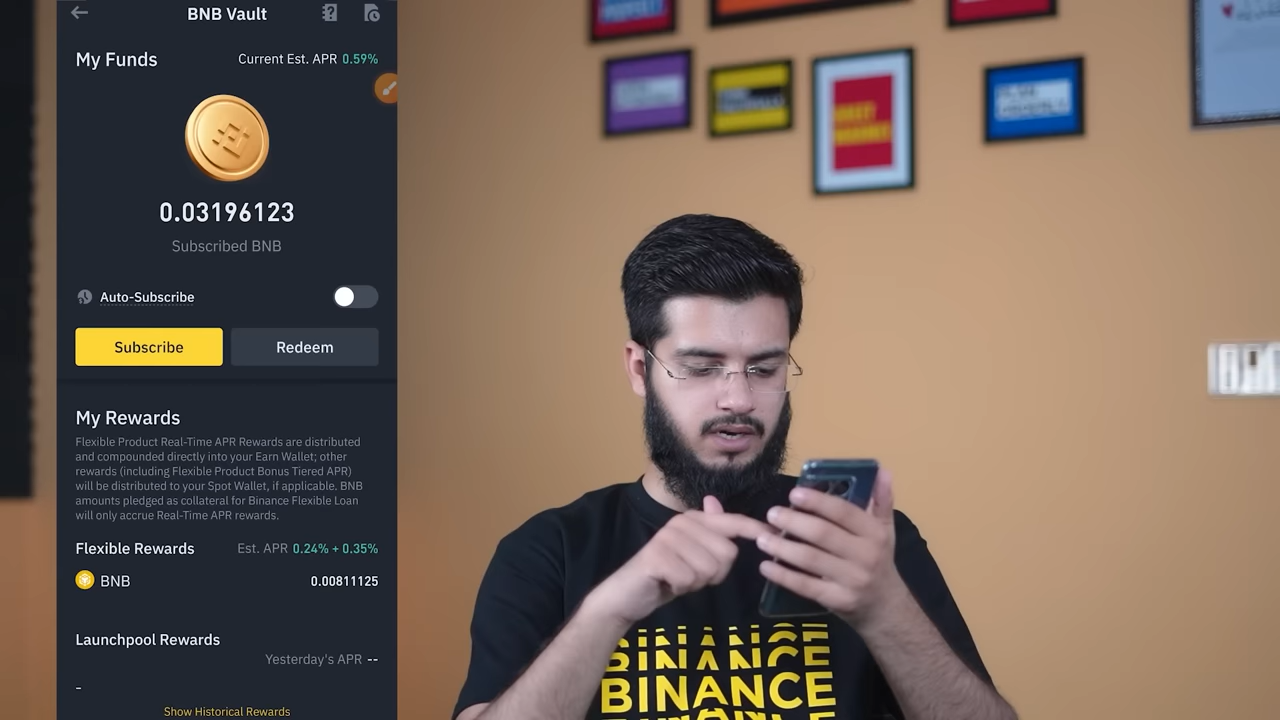 BNB Vault
My Funds
Current Est. APR 0.59%
0.03196123
Subscribed BNB
Auto-Subscribe
Subscribe
Redeem
My Rewards
Flexible Product Real-Time APR Rewards are distributed
and compounded directly into your Earn Wallet; other
rewards (including Flexible Product Bonus Tiered APR)
will be distributed to your Spot Wallet, if applicable. BNB
amounts pledged as collateral for Binance Flexible Loan
will only accrue Real-Time APR rewards.
Flexible Rewards
Est. APR 0.24% + 0.35%
BNB
0.00811125
Launchpool Rewards
Yesterday's APR --
-
Show Historical Rewards
BINANCE
BINANCE
BINANCE